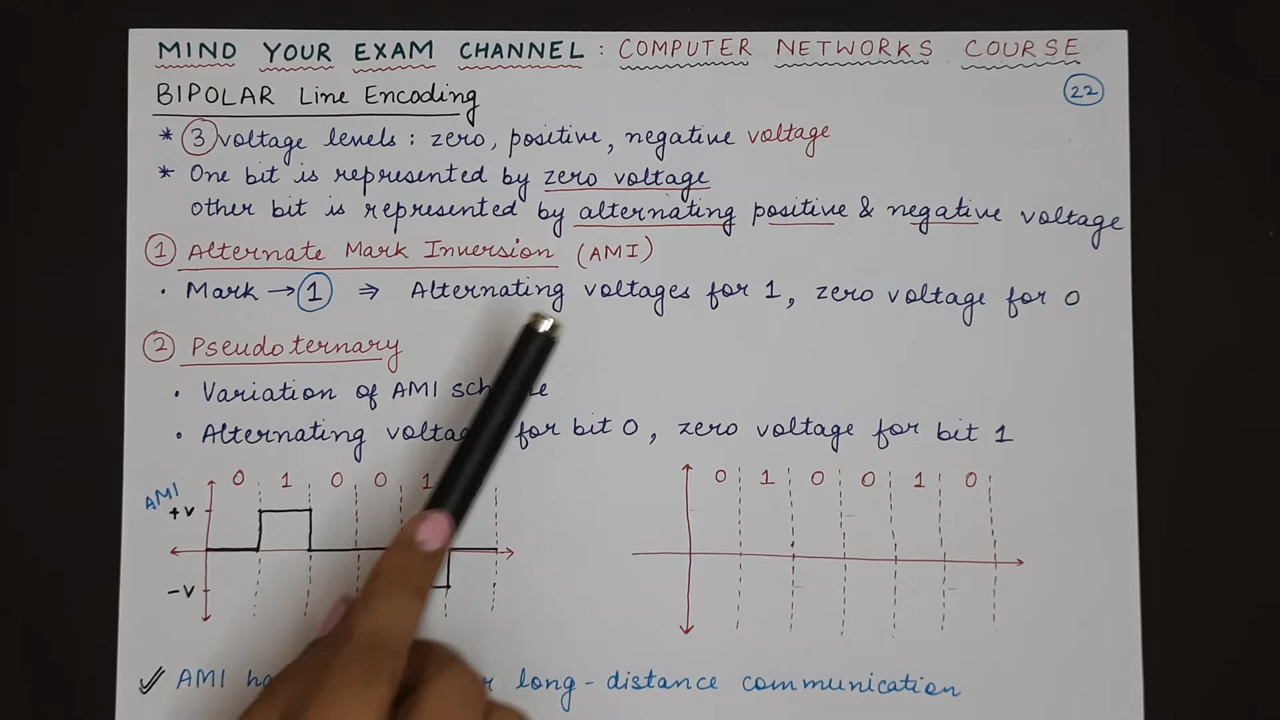 MIND YOUR EXAM CHANNEL : COMPUTER NETWORKS COURSE
22
BIPOLAR Line Encoding
* 3 voltage levels : zero, positive, negative voltage
* One bit is represented by zero voltage
other bit is represented by alternating positive & negative voltage
1 Alternate Mark Inversion (AMI)
· Mark → 1 ⇒ Alternating voltages for 1, zero voltage for 0
2 Pseudoternary
· Variation of AMI
· Alternating for bit 0, zero voltage for bit 1
AMI 0 1 0 0 1
+V
-V
0 1 0 0 1 0
✓ AMI long-distance communication